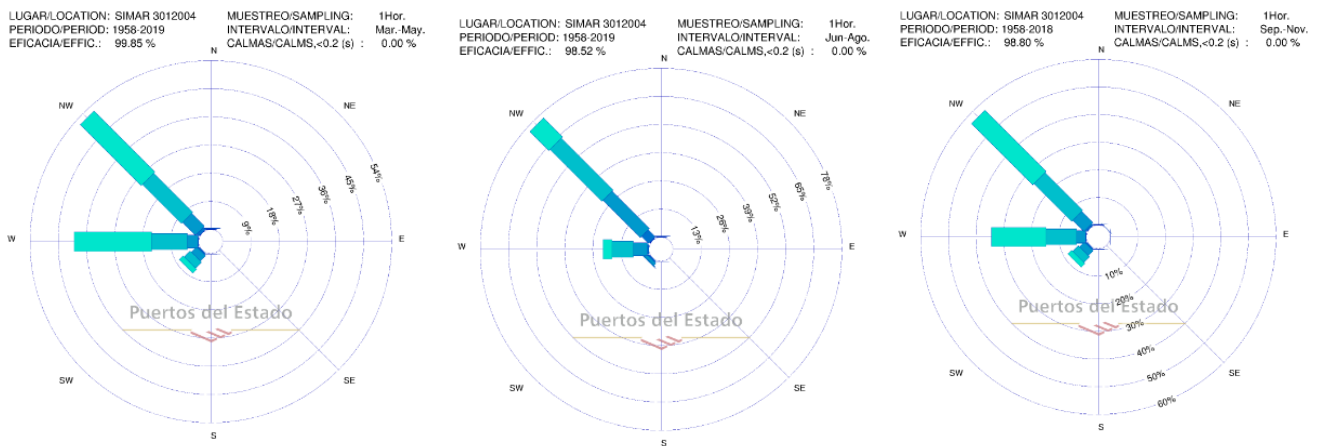 LUGAR/LOCATION: SIMAR 3012004 MUESTREO/SAMPLING: 1Hor.
PERIODO/PERIOD: 1958-2019 INTERVALO/INTERVAL: Mar.-May.
EFICACIA/EFFIC.: 99.85 % CALMAS/CALMS,<0.2 (s) : 0.00 %
N
NW
NE
54%
45%
36%
27%
18%
9%
W
E
Puertos del Estado
SW
SE
S
LUGAR/LOCATION: SIMAR 3012004 MUESTREO/SAMPLING: 1Hor.
PERIODO/PERIOD: 1958-2019 INTERVALO/INTERVAL: Jun-Ago.
EFICACIA/EFFIC.: 98.52 % CALMAS/CALMS,<0.2 (s) : 0.00 %
N
NW
NE
78%
65%
52%
39%
26%
13%
W
E
Puertos del Estado
SW
SE
S
LUGAR/LOCATION: SIMAR 3012004 MUESTREO/SAMPLING: 1Hor.
PERIODO/PERIOD: 1958-2018 INTERVALO/INTERVAL: Sep.-Nov.
EFICACIA/EFFIC.: 98.80 % CALMAS/CALMS,<0.2 (s) : 0.00 %
N
NW
NE
W
E
10%
20%
Puertos del Estado
30%
40%
50%
60%
SW
SE
S